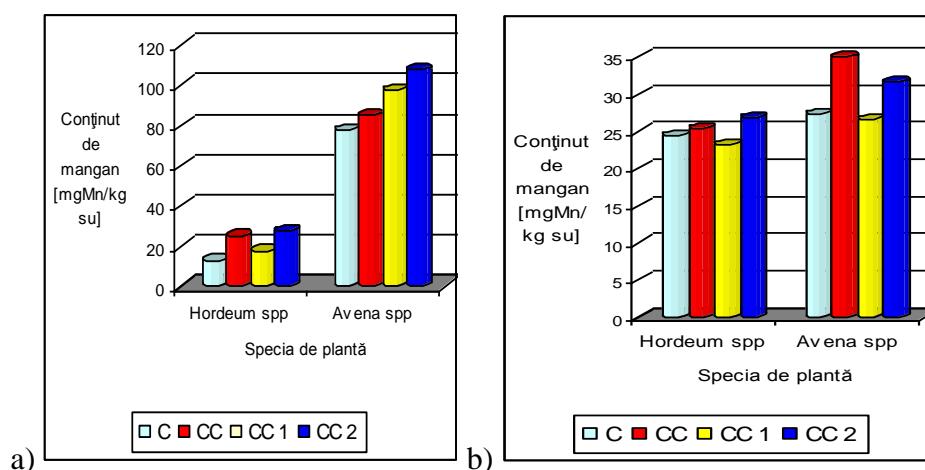 120
100
80
60
40
20
0
Conţinut
de
mangan
[mgMn/kg
su]
Hordeum spp Avena spp
Specia de plantă
C CC CC 1 CC 2
a)
35
30
25
20
15
10
5
0
Conţinut
de
mangan
[mgMn/
kg su]
Hordeum spp Avena spp
Specia de plantă
C CC CC 1 CC 2
b)